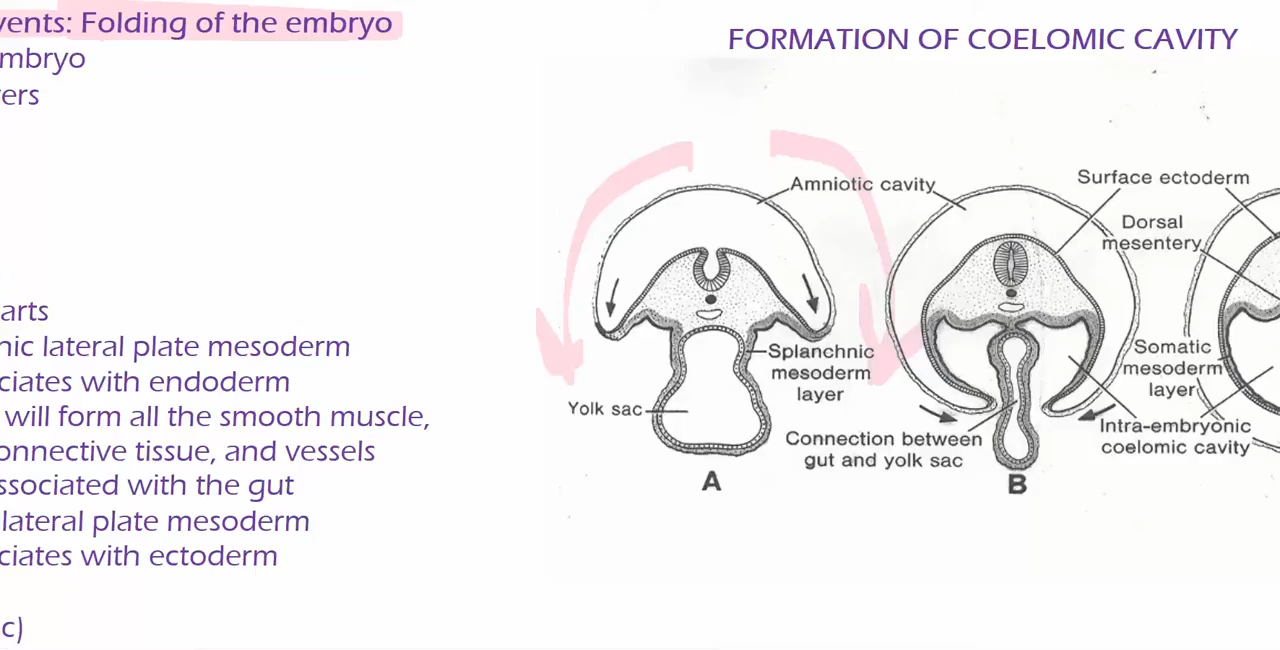 vents: Folding of the embryo
mbryo
ers
arts
nic lateral plate mesoderm
ciates with endoderm
will form all the smooth muscle,
onnective tissue, and vessels
ssociated with the gut
lateral plate mesoderm
ciates with ectoderm
c)
FORMATION OF COELOMIC CAVITY
Amniotic cavity
Surface ectoderm
Dorsal
mesentery
Splanchnic
mesoderm
layer
Yolk sac
Somatic
mesoderm
layer
Connection between
gut and yolk sac
Intra-embryonic
coelomic cavity
A
B